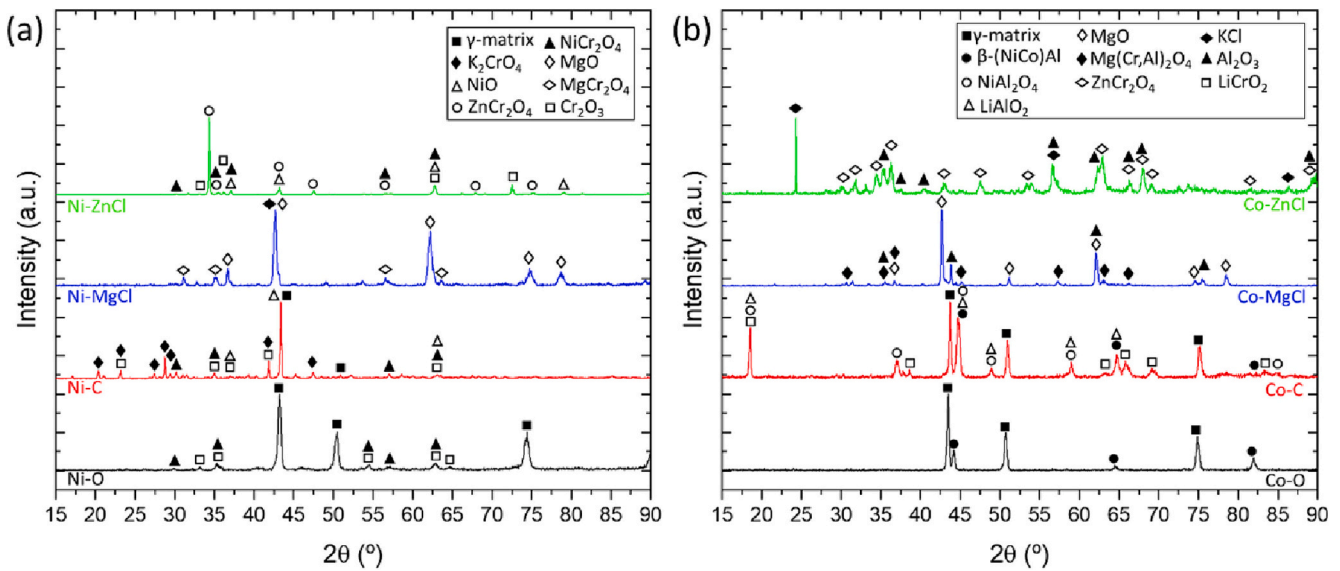 (a)
γ-matrix NiCr₂O₄
K₂CrO₄ MgO
NiO MgCr₂O₄
ZnCr₂O₄ Cr₂O₃
Ni-ZnCl
Ni-MgCl
Ni-C
Ni-O
Intensity (a.u.)
15 20 25 30 35 40 45 50 55 60 65 70 75 80 85 90
2θ (º)
(b)
γ-matrix MgO KCl
β-(NiCo)Al Mg(Cr,Al)₂O₄ Al₂O₃
NiAl₂O₄ ZnCr₂O₄ LiCrO₂
LiAlO₂
Co-ZnCl
Co-MgCl
Co-C
Co-O
Intensity (a.u.)
15 20 25 30 35 40 45 50 55 60 65 70 75 80 85 90
2θ (º)